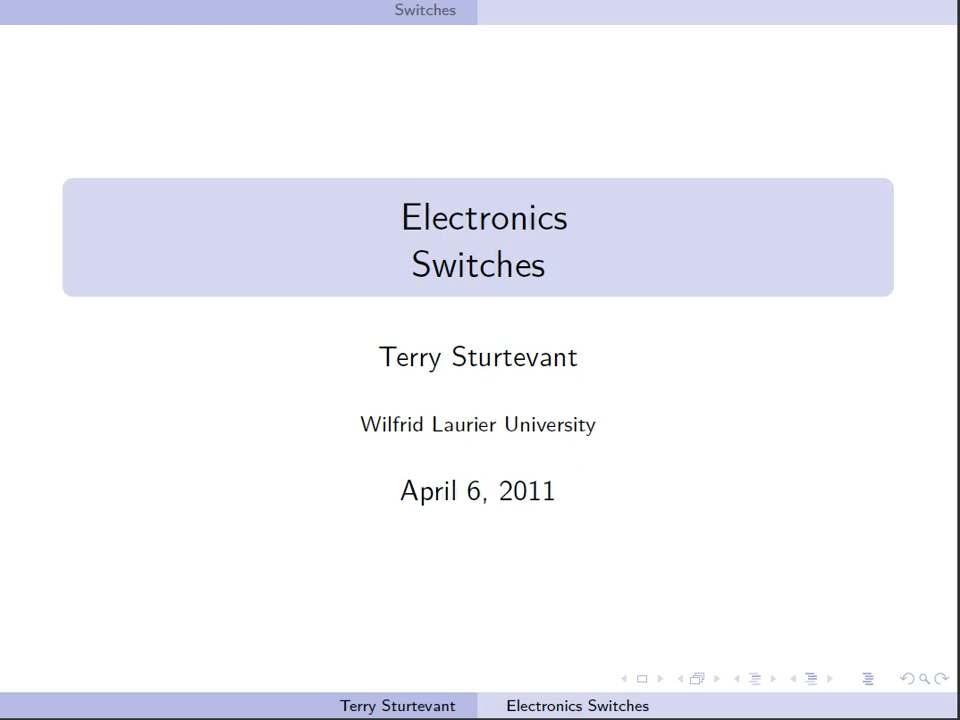 Switches
Electronics
Switches
Terry Sturtevant
Wilfrid Laurier University
April 6, 2011
Terry Sturtevant Electronics Switches